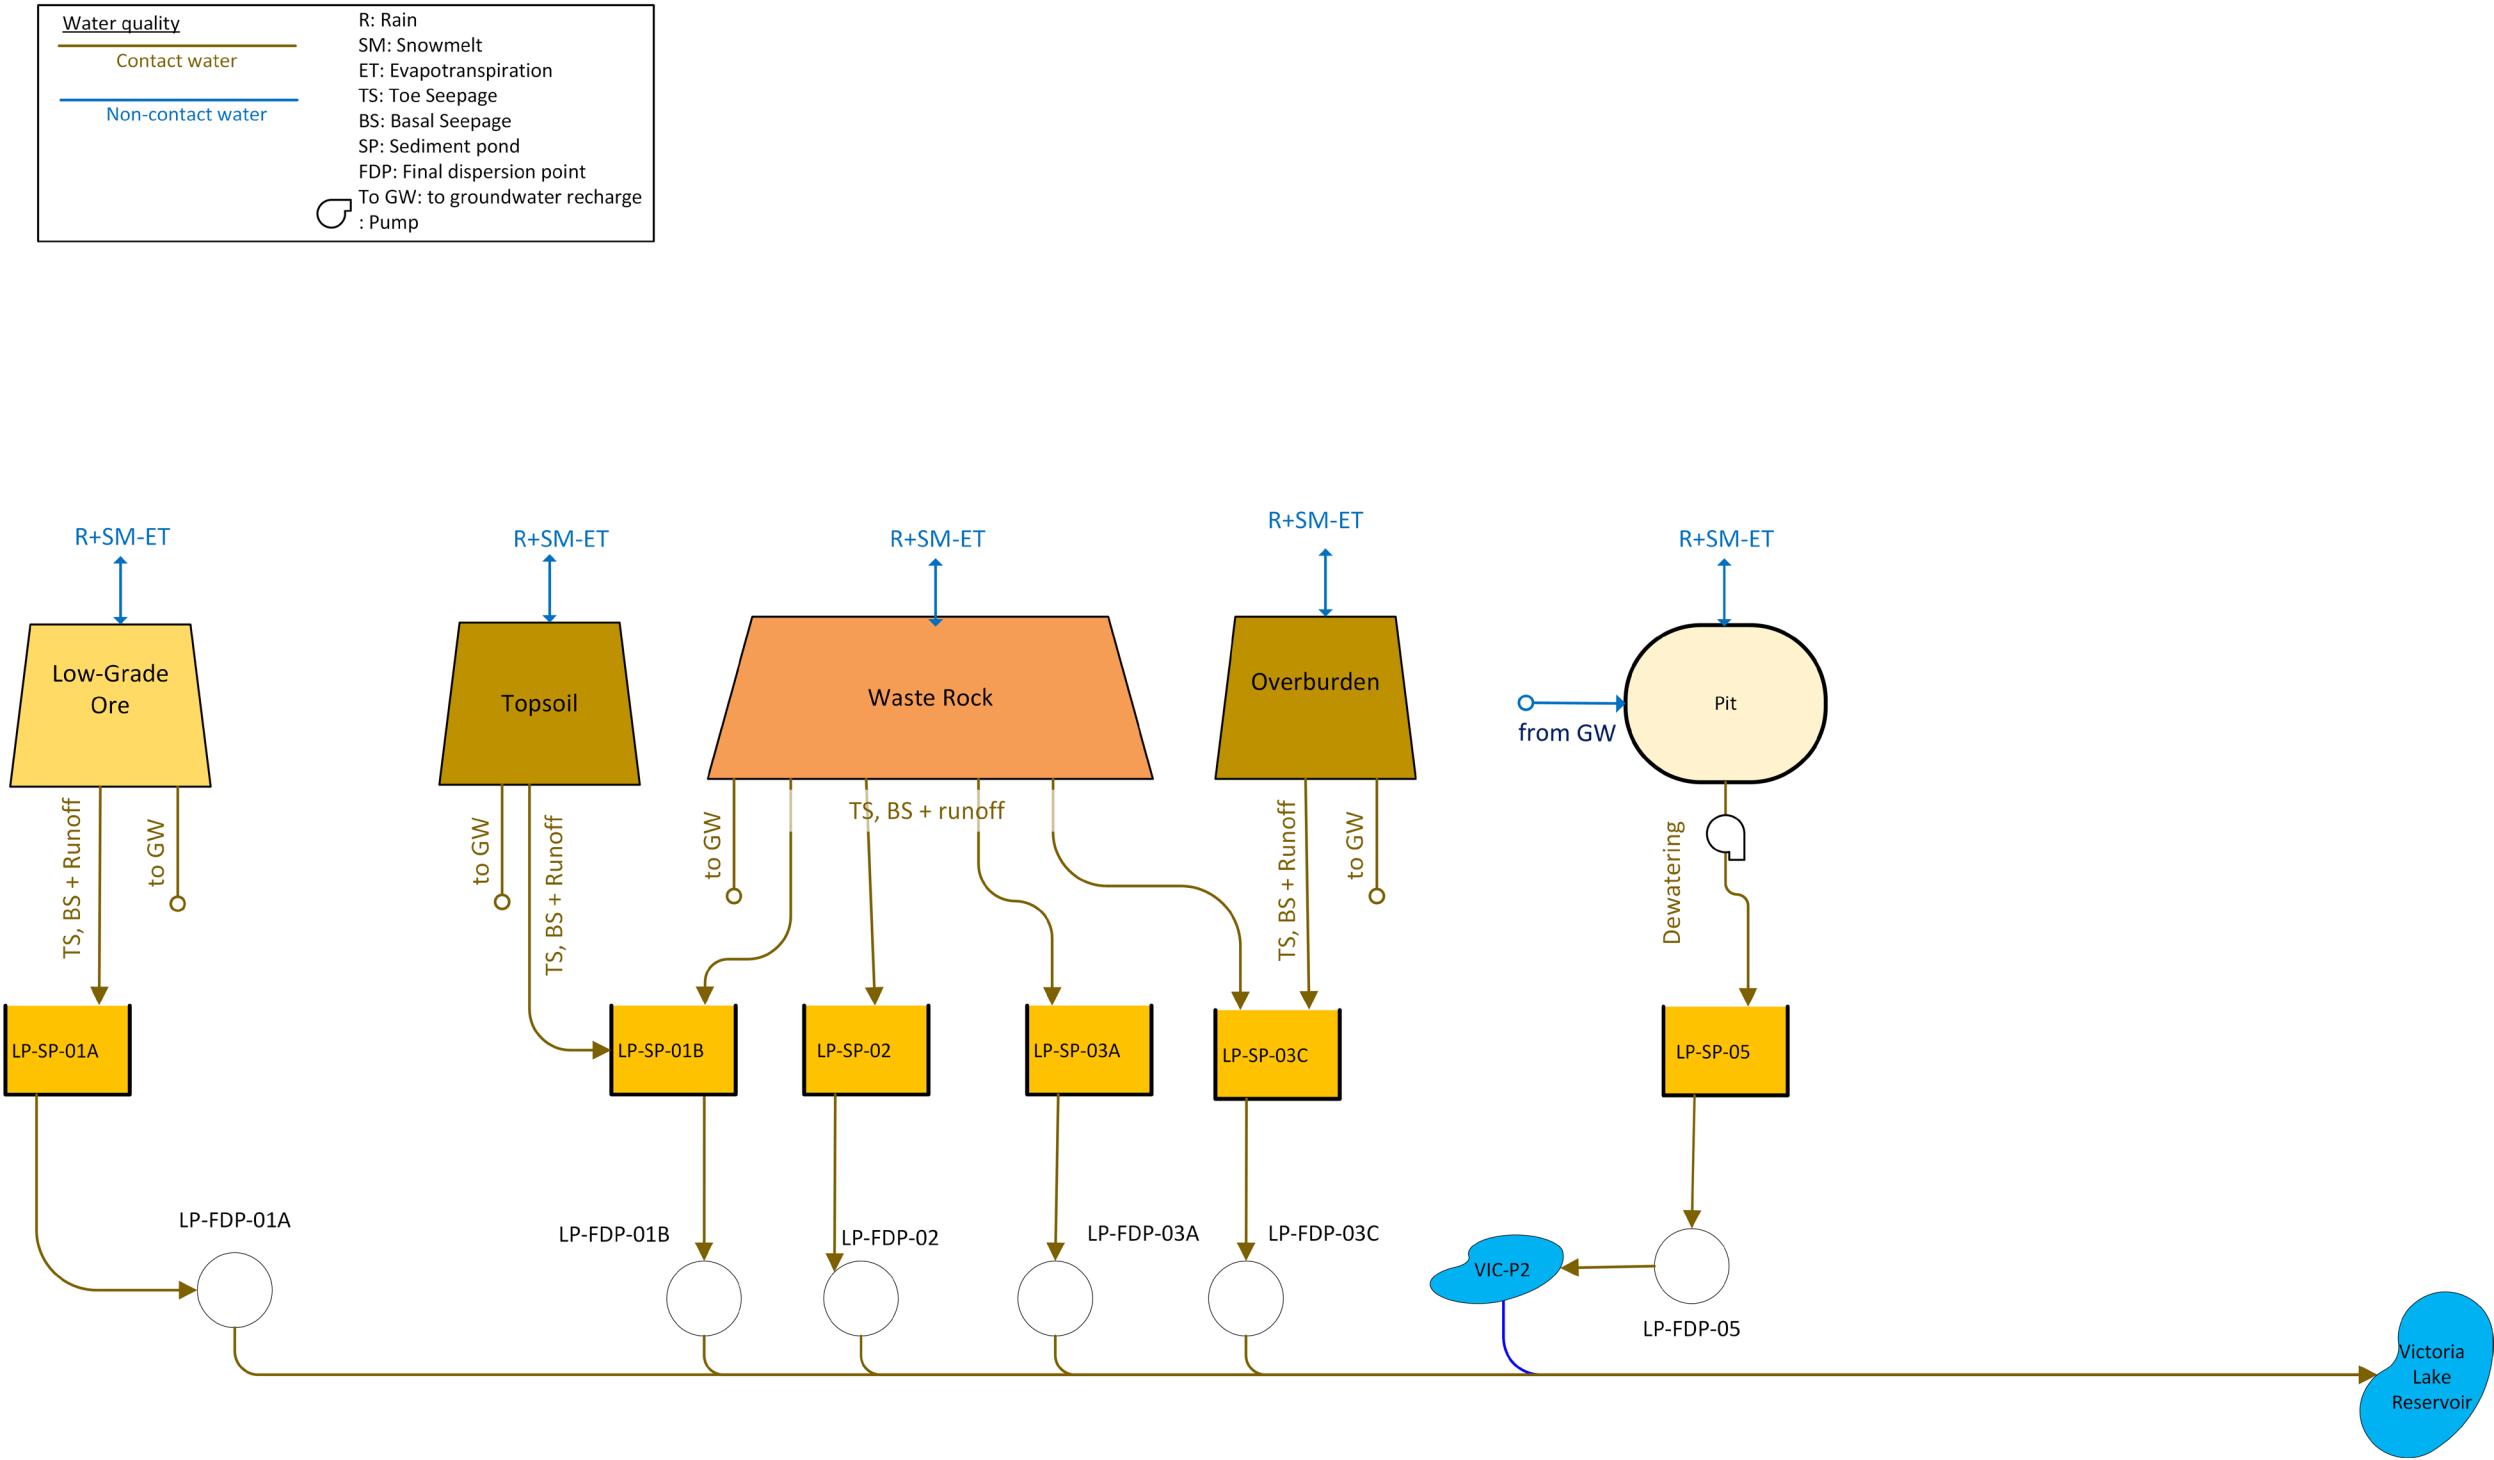 Water quality
Contact water
Non-contact water
R: Rain
SM: Snowmelt
ET: Evapotranspiration
TS: Toe Seepage
BS: Basal Seepage
SP: Sediment pond
FDP: Final dispersion point
To GW: to groundwater recharge
: Pump
R+SM-ET
R+SM-ET
R+SM-ET
R+SM-ET
R+SM-ET
Low-Grade
Ore
Topsoil
Waste Rock
Overburden
Pit
from GW
TS, BS + Runoff
to GW
to GW
TS, BS + Runoff
to GW
TS, BS + runoff
TS, BS + Runoff
to GW
Dewatering
LP-SP-01A
LP-SP-01B
LP-SP-02
LP-SP-03A
LP-SP-03C
LP-SP-05
LP-FDP-01A
LP-FDP-01B
LP-FDP-02
LP-FDP-03A
LP-FDP-03C
VIC-P2
LP-FDP-05
Victoria
Lake
Reservoir